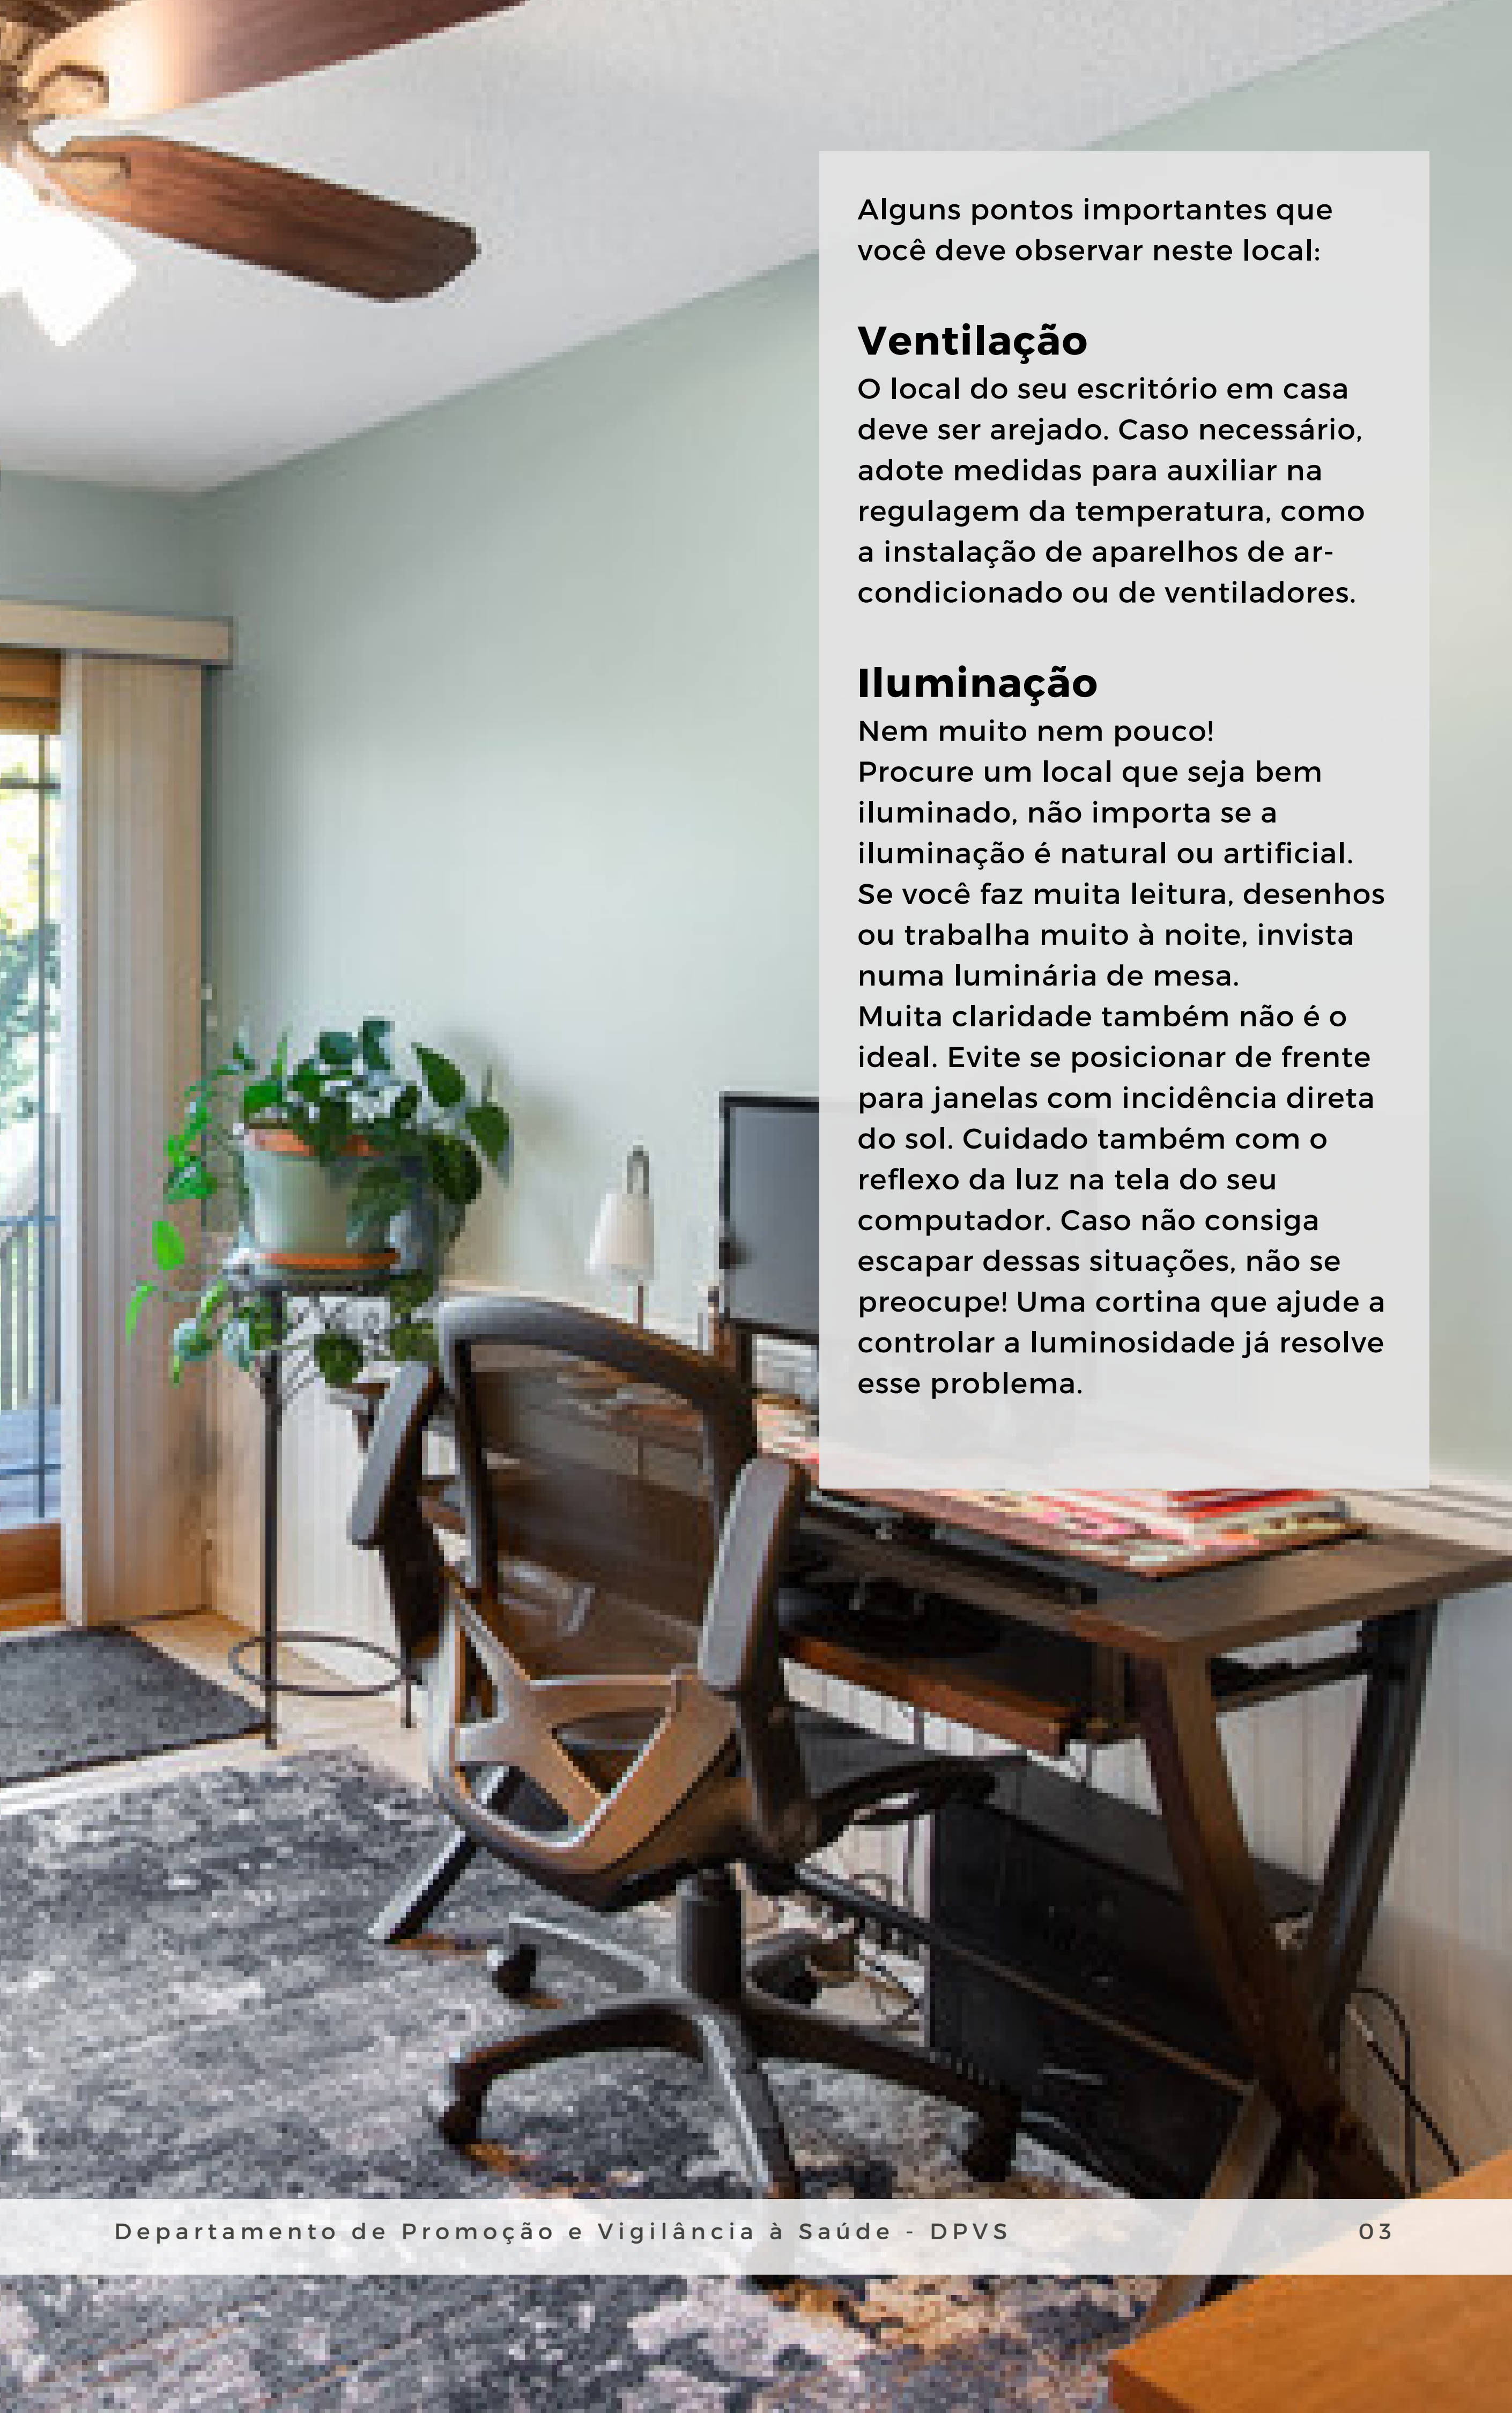 Alguns pontos importantes que
você deve observar neste local:
Ventilação
O local do seu escritório em casa
deve ser arejado. Caso necessário,
adote medidas para auxiliar na
regulagem da temperatura, como
a instalação de aparelhos de ar-
condicionado ou de ventiladores.
Iluminação
Nem muito nem pouco!
Procure um local que seja bem
iluminado, não importa se a
iluminação é natural ou artificial.
Se você faz muita leitura, desenhos
ou trabalha muito à noite, invista
numa luminária de mesa.
Muita claridade também não é o
ideal. Evite se posicionar de frente
para janelas com incidência direta
do sol. Cuidado também com o
reflexo da luz na tela do seu
computador. Caso não consiga
escapar dessas situações, não se
preocupe! Uma cortina que ajude a
controlar a luminosidade já resolve
esse problema.
Departamento de Promoção e Vigilância à Saúde - DPVS 03